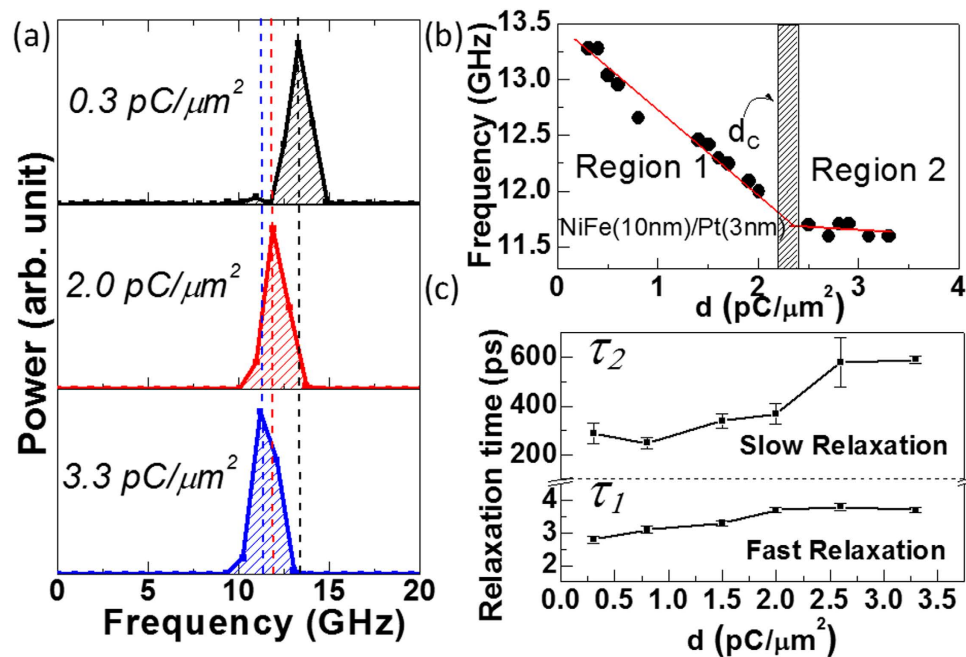 (a)
0.3 pC/μm²
2.0 pC/μm²
3.3 pC/μm²
Power (arb. unit)
0 5 10 15 20
Frequency (GHz)
(b)
13.5
13.0
12.5
12.0
11.5
Frequency (GHz)
d_C
Region 1
Region 2
NiFe(10nm)/Pt(3nm)
0 1 2 3 4
d (pC/μm²)
(c)
600
400
200
4
3
2
Relaxation time (ps)
τ₂
Slow Relaxation
τ₁
Fast Relaxation
0.0 0.5 1.0 1.5 2.0 2.5 3.0 3.5
d (pC/μm²)